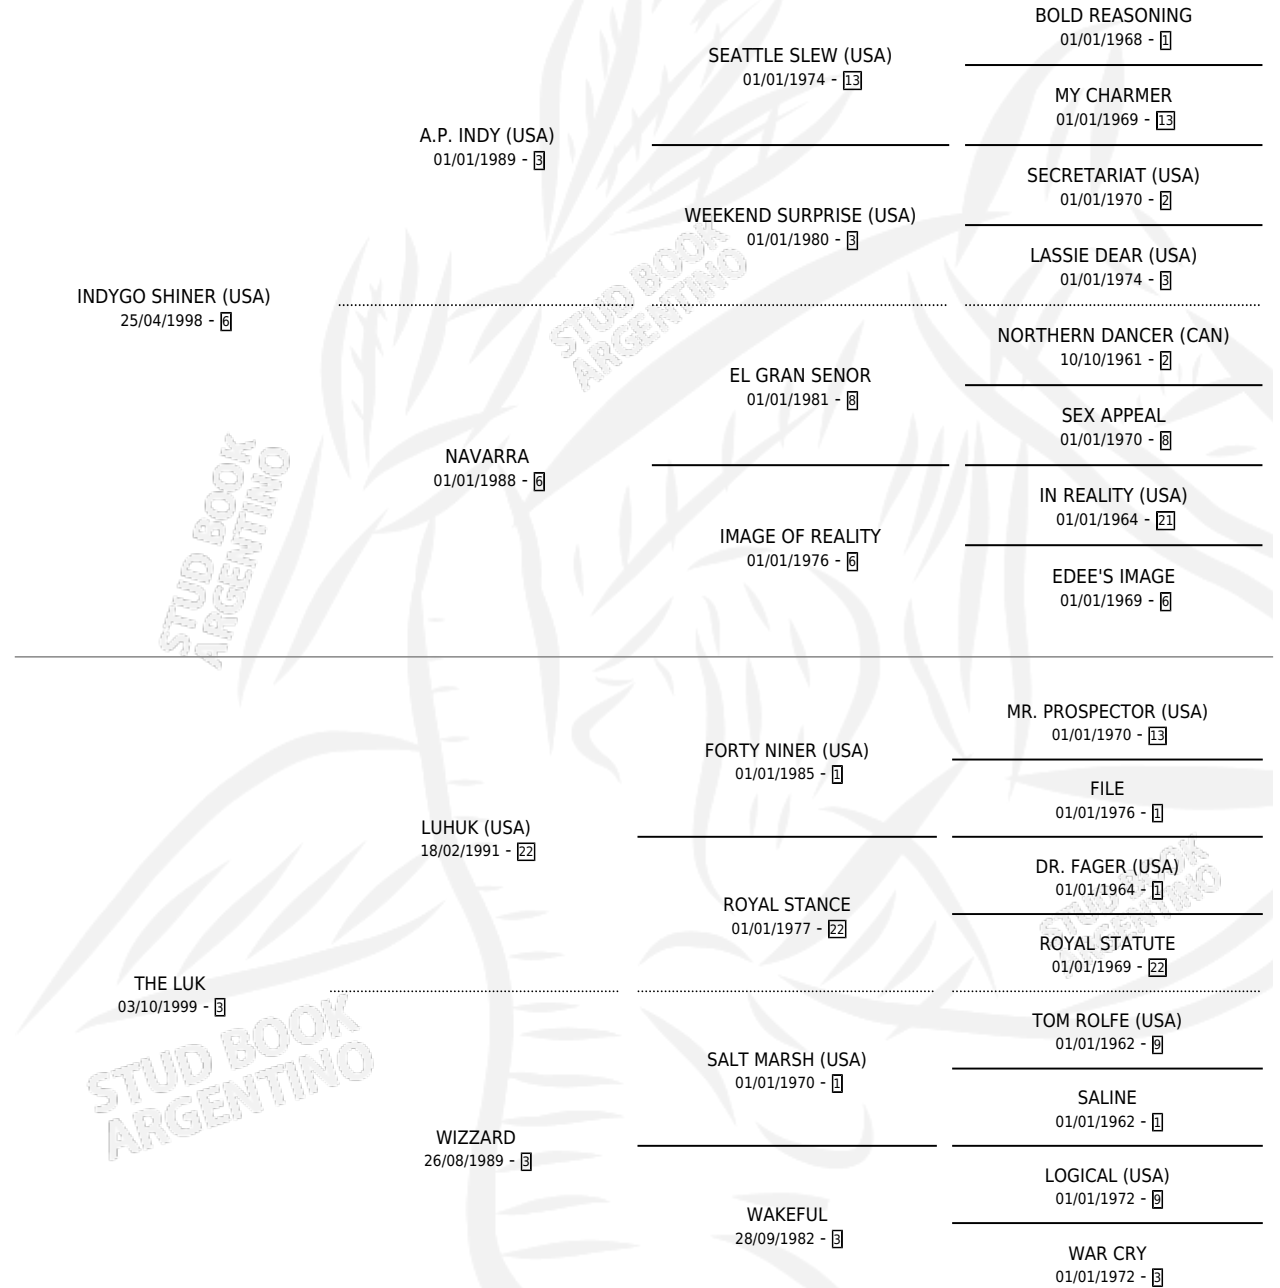 BOLD REASONING
01/01/1968 - 1
SEATTLE SLEW (USA)
01/01/1974 - 13
MY CHARMER
01/01/1969 - 13
A.P. INDY (USA)
01/01/1989 - 3
SECRETARIAT (USA)
01/01/1970 - 2
WEEKEND SURPRISE (USA)
01/01/1980 - 3
LASSIE DEAR (USA)
01/01/1974 - 3
INDYGO SHINER (USA)
25/04/1998 - 6
NORTHERN DANCER (CAN)
10/10/1961 - 2
EL GRAN SENOR
01/01/1981 - 8
SEX APPEAL
01/01/1970 - 8
NAVARRA
01/01/1988 - 6
IN REALITY (USA)
01/01/1964 - 21
IMAGE OF REALITY
01/01/1976 - 6
EDEE'S IMAGE
01/01/1969 - 6
MR. PROSPECTOR (USA)
01/01/1970 - 13
FORTY NINER (USA)
01/01/1985 - 1
FILE
01/01/1976 - 1
LUHUK (USA)
18/02/1991 - 22
DR. FAGER (USA)
01/01/1964 - 1
ROYAL STANCE
01/01/1977 - 22
ROYAL STATUTE
01/01/1969 - 22
THE LUK
03/10/1999 - 3
TOM ROLFE (USA)
01/01/1962 - 9
SALT MARSH (USA)
01/01/1970 - 1
SALINE
01/01/1962 - 1
WIZZARD
26/08/1989 - 3
LOGICAL (USA)
01/01/1972 - 9
WAKEFUL
28/09/1982 - 3
WAR CRY
01/01/1972 - 3
STUD BOOK
ARGENTINO
STUD BOOK
ARGENTINO
STUD BOOK
ARGENTINO
STUD BOOK
ARGENTINO